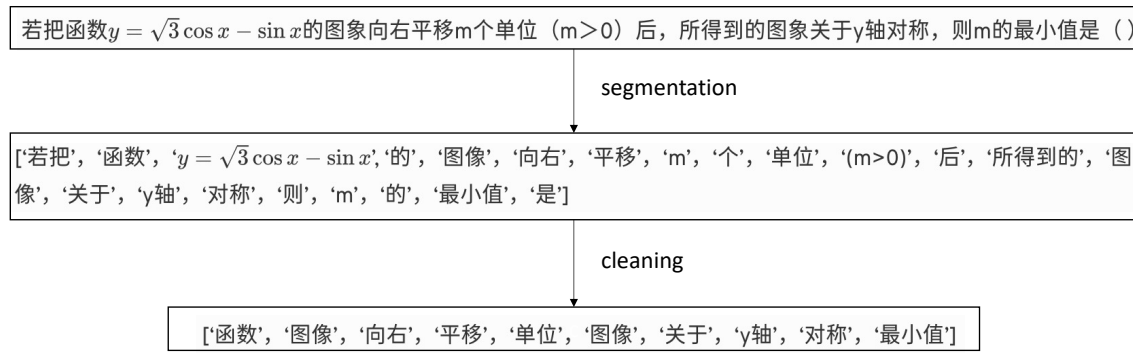 若把函数y = √3 cos x − sin x的图象向右平移m个单位（m＞0）后，所得到的图象关于y轴对称，则m的最小值是（ ）
segmentation
[‘若把’，‘函数’，‘y = √3 cos x − sin x’, ‘的’，‘图像’，‘向右’，‘平移’，‘m’，‘个’，‘单位’，‘(m>0)’，‘后’，‘所得到的’，‘图
像’，‘关于’，‘y轴’，‘对称’，‘则’，‘m’，‘的’，‘最小值’，‘是’]
cleaning
[‘函数’，‘图像’，‘向右’，‘平移’，‘单位’，‘图像’，‘关于’，‘y轴’，‘对称’，‘最小值’]